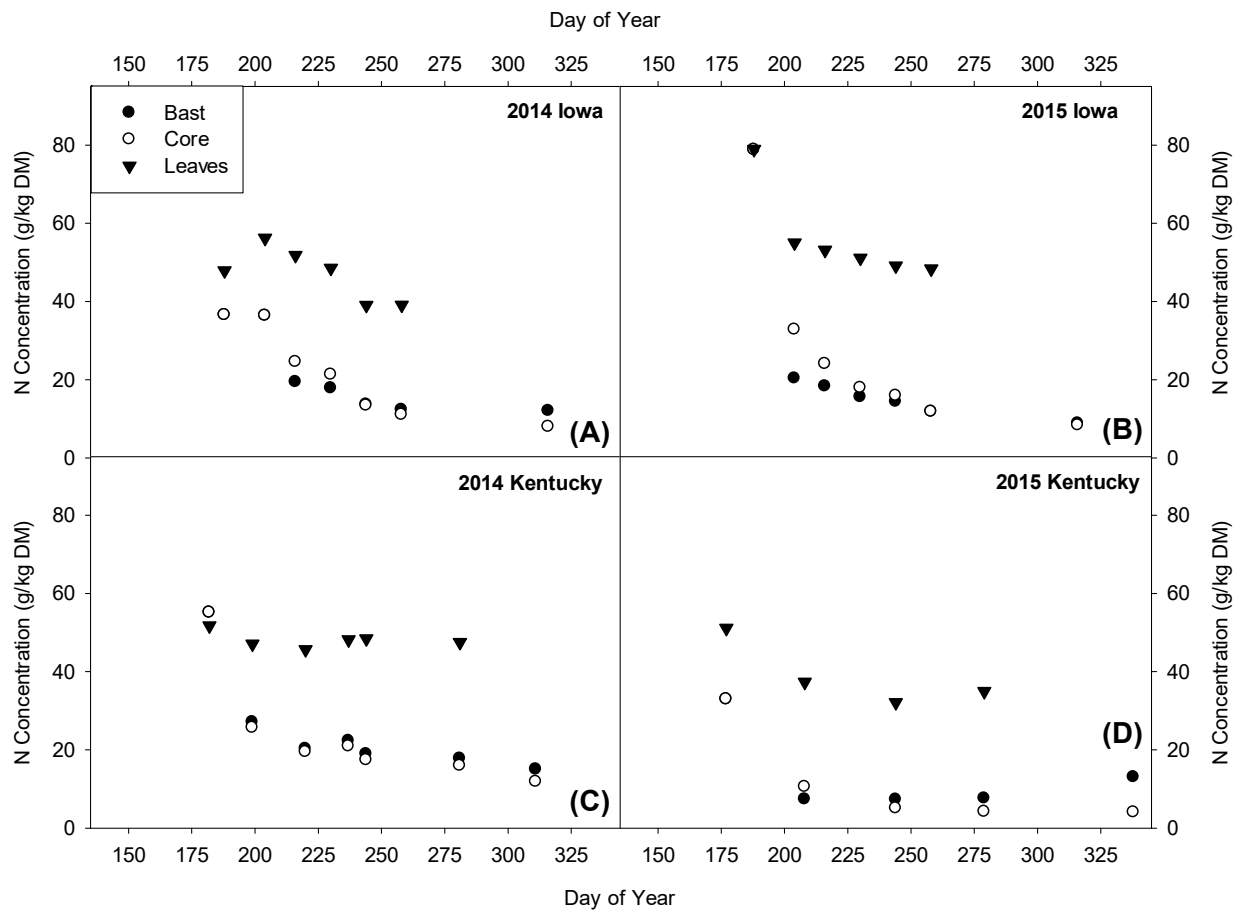 Day of Year
150 175 200 225 250 275 300 325 150 175 200 225 250 275 300 325
Bast
Core
Leaves
2014 Iowa
2015 Iowa
N Concentration (g/kg DM)
80
60
40
20
0
(A)
(B)
80
60
40
20
0
N Concentration (g/kg DM)
2014 Kentucky
2015 Kentucky
N Concentration (g/kg DM)
80
60
40
20
0
(C)
(D)
80
60
40
20
0
N Concentration (g/kg DM)
150 175 200 225 250 275 300 325 150 175 200 225 250 275 300 325
Day of Year